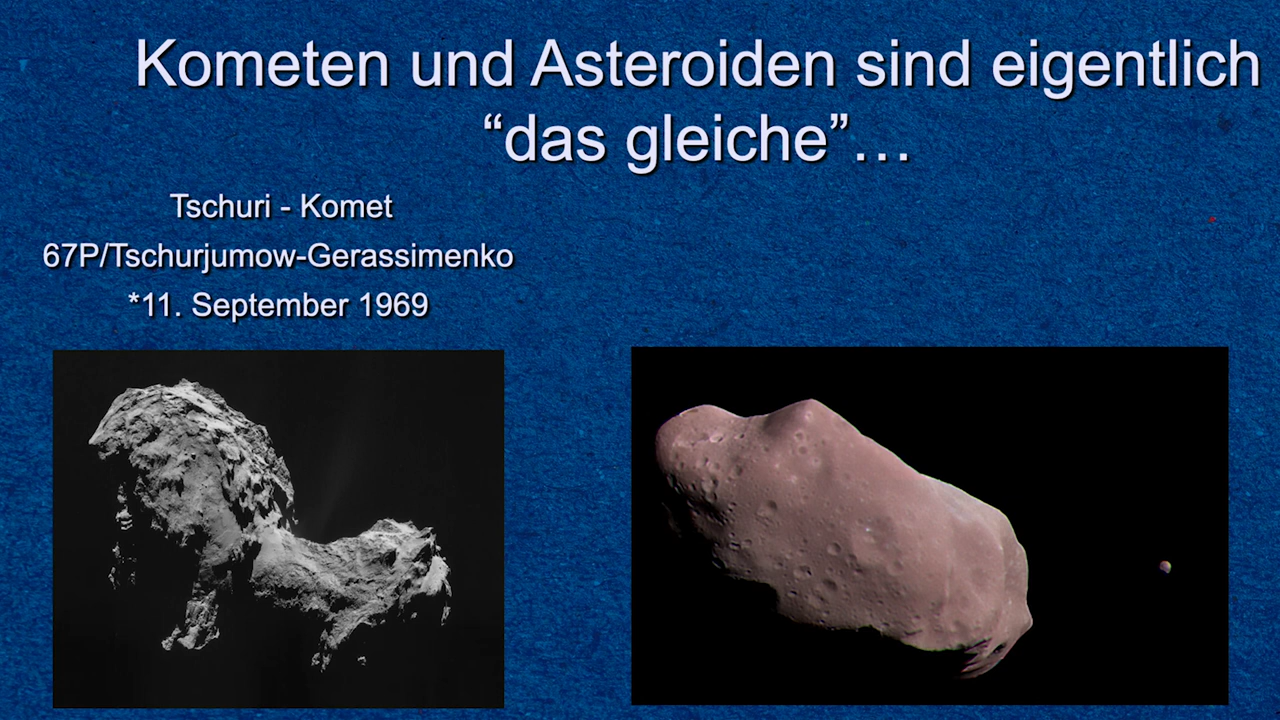 Kometen und Asteroiden sind eigentlich
“das gleiche”…
Tschuri - Komet
67P/Tschurjumow-Gerassimenko
*11. September 1969